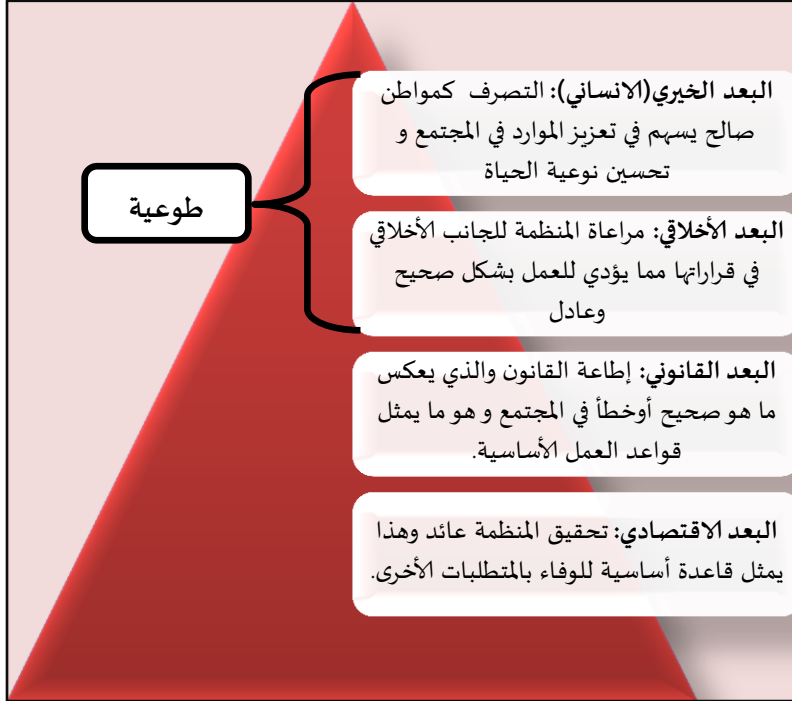 البعد الخيري(الانساني): التصرف كمواطن
صالح يسهم في تعزيز الموارد في المجتمع و
تحسين نوعية الحياة
طوعية
البعد الأخلاقي: مراعاة المنظمة للجانب الأخلاقي
في قراراتها مما يؤدي للعمل بشكل صحيح
وعادل
البعد القانوني: إطاعة القانون والذي يعكس
ما هو صحيح أوخطأ في المجتمع و هو ما يمثل
قواعد العمل الأساسية.
البعد الاقتصادي: تحقيق المنظمة عائد وهذا
يمثل قاعدة أساسية للوفاء بالمتطلبات الأخرى.